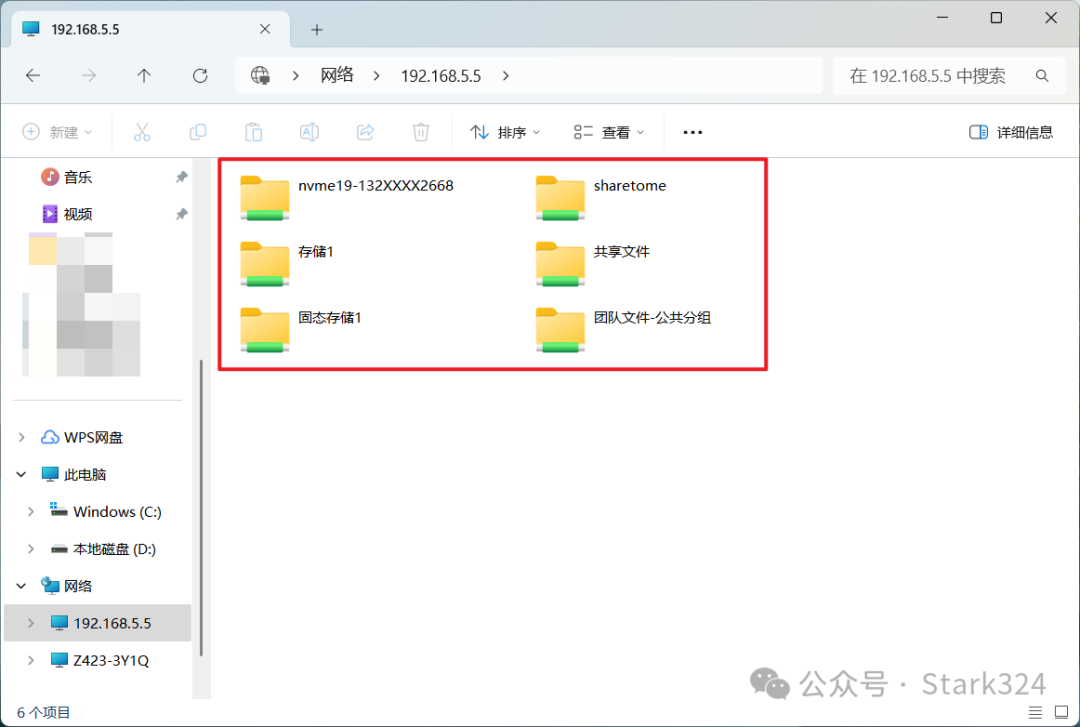 192.168.5.5
网络 192.168.5.5
在 192.168.5.5 中搜索
新建
排序
查看
详细信息
音乐
视频
WPS网盘
此电脑
Windows (C:)
本地磁盘 (D:)
网络
192.168.5.5
Z423-3Y1Q
nvme19-132XXXX2668
sharetome
存储1
共享文件
固态存储1
团队文件-公共分组
公众号 · Stark324
6 个项目